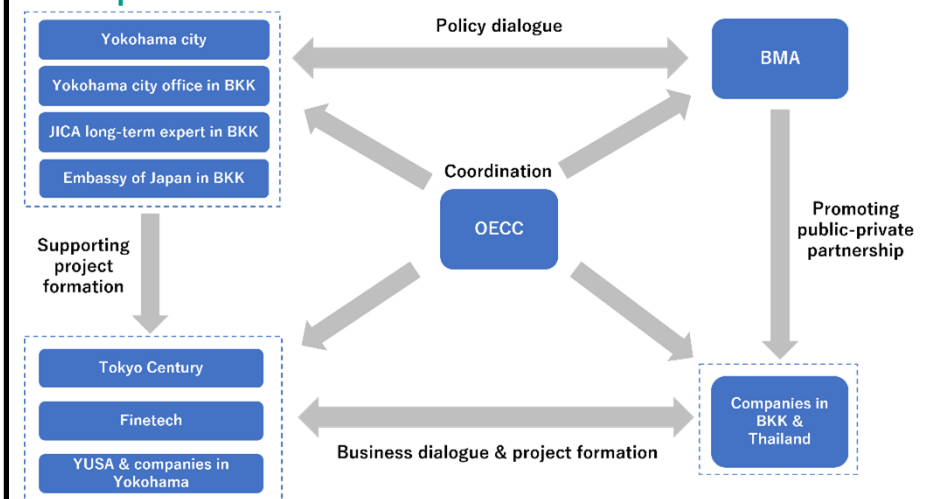 Yokohama city
Yokohama city office in BKK
JICA long-term expert in BKK
Embassy of Japan in BKK
Policy dialogue
BMA
Coordination
OECC
Supporting
project
formation
Promoting
public-private
partnership
Tokyo Century
Finetech
YUSA & companies in
Yokohama
Business dialogue & project formation
Companies in
BKK &
Thailand